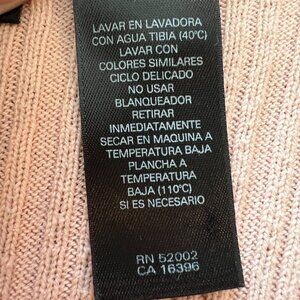 LAVAR EN LAVADORA
CON AGUA TIBIA (40°C)
LAVAR CON
COLORES SIMILARES
CICLO DELICADO
NO USAR
BLANQUEADOR
RETIRAR
INMEDIATAMENTE
SECAR EN MAQUINA A
TEMPERATURA BAJA
PLANCHA A
TEMPERATURA
BAJA (110°C)
SI ES NECESARIO
RN 52002
CA 16396